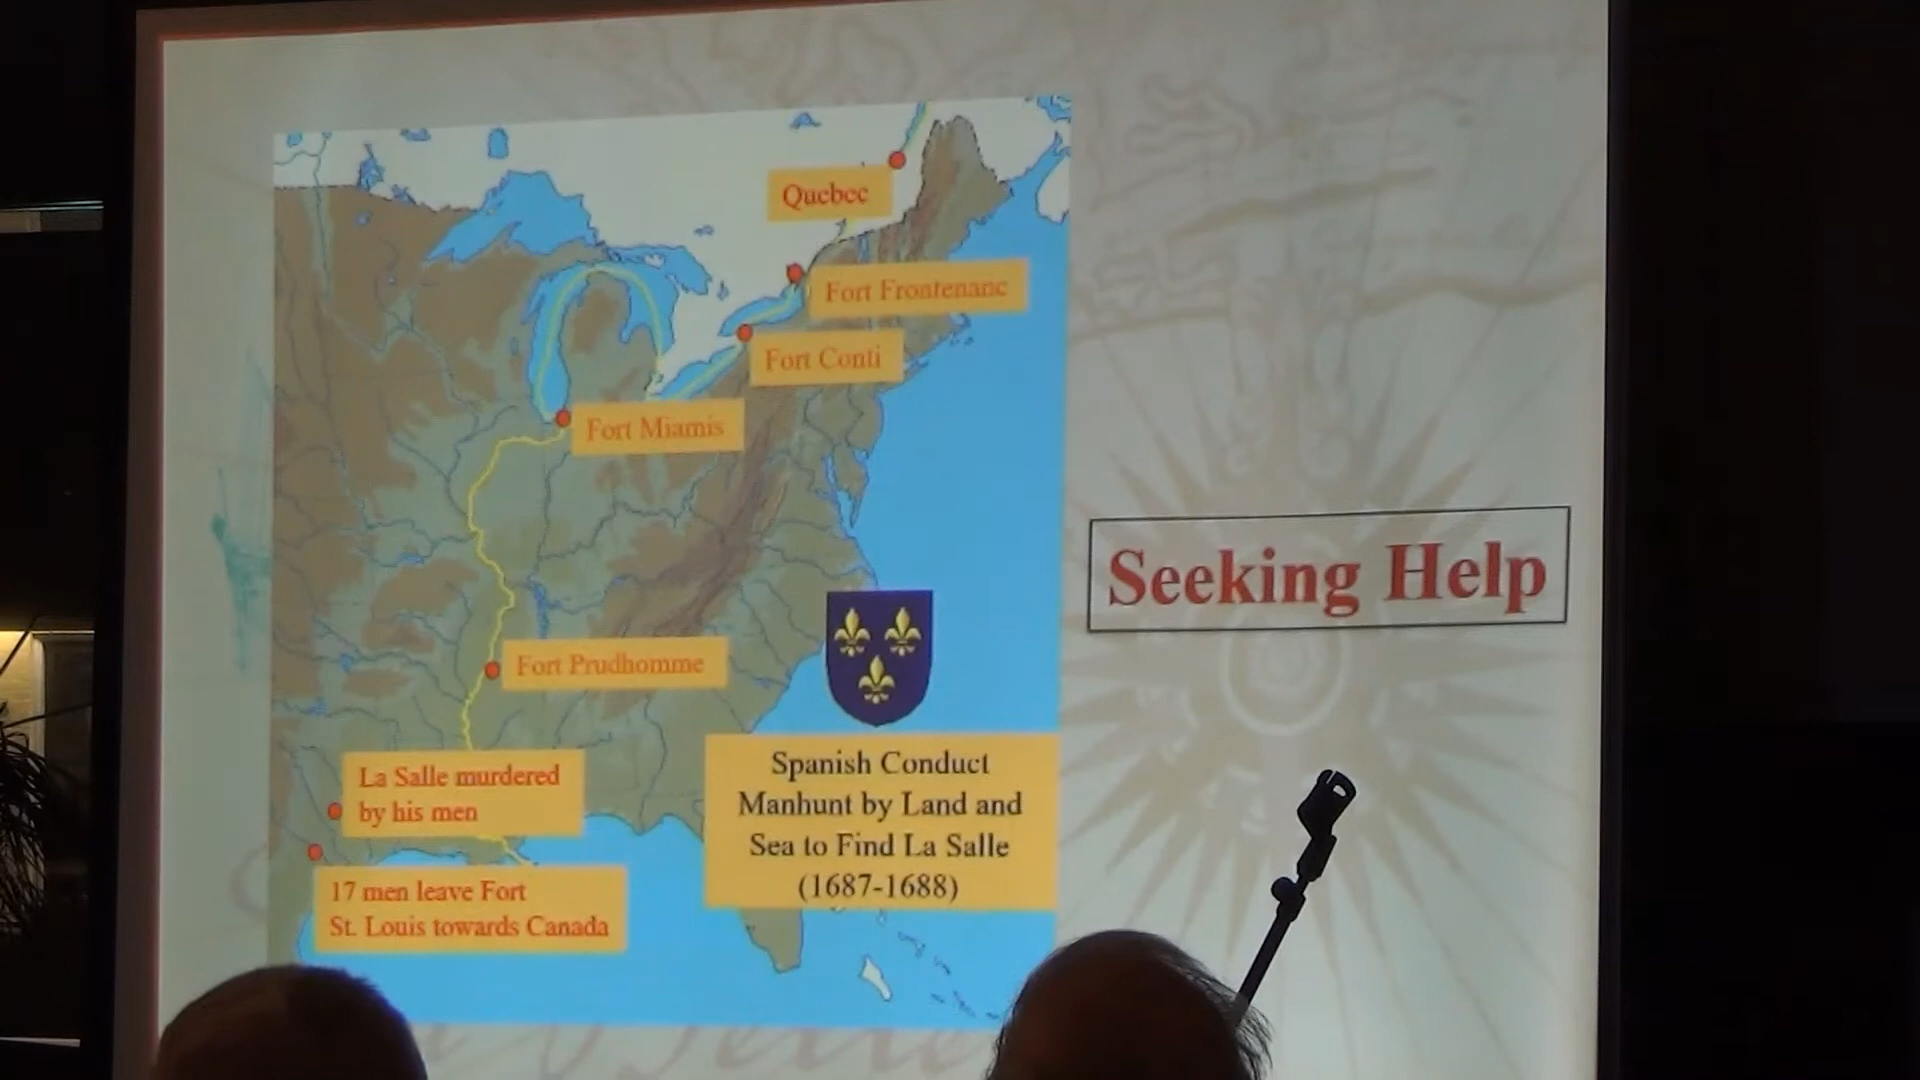 Quebec
Fort Frontenanc
Fort Conti
Fort Miamis
Seeking Help
Fort Prudhomme
La Salle murdered
by his men
Spanish Conduct
Manhunt by Land and
Sea to Find La Salle
(1687-1688)
17 men leave Fort
St. Louis towards Canada